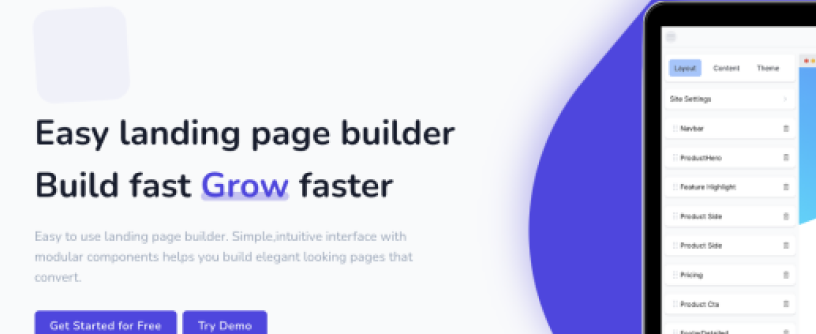 Easy landing page builder
Build fast Grow faster
Easy to use landing page builder. Simple,intuitive interface with
modular components helps you build elegant looking pages that
convert.
Get Started for Free
Try Demo
Layout
Content
Theme
Site Settings
Navbar
ProductHero
Feature Highlight
Product Side
Product Side
Pricing
Product Cta
FooterDetailed